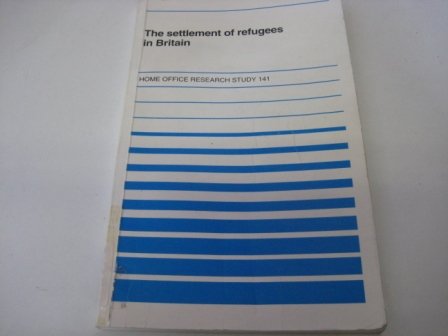 The settlement of refugees
in Britain
HOME OFFICE RESEARCH STUDY 141